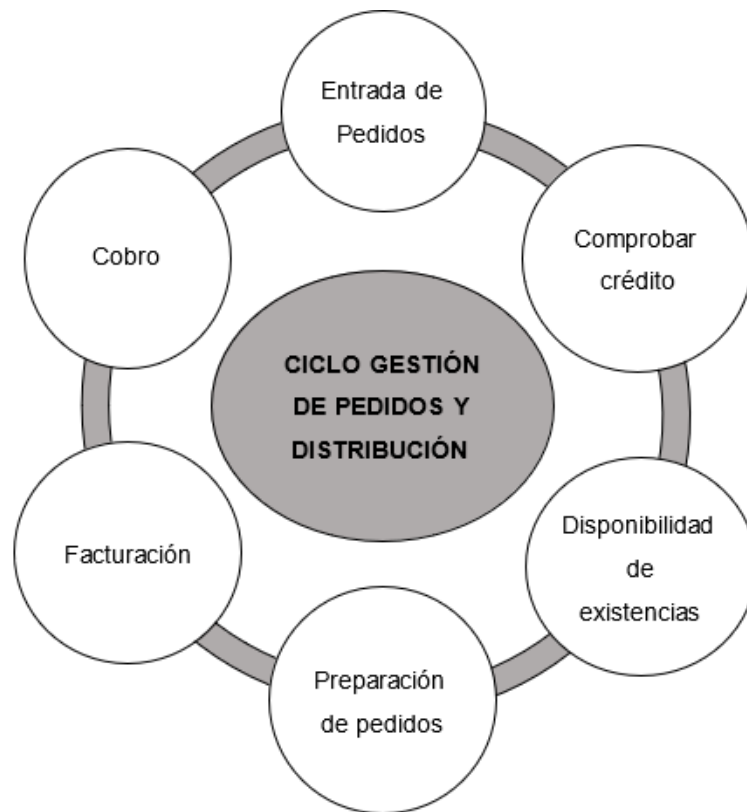 Entrada de
Pedidos
Comprobar
crédito
Disponibilidad
de
existencias
Preparación
de pedidos
Facturación
Cobro
CICLO GESTIÓN
DE PEDIDOS Y
DISTRIBUCIÓN